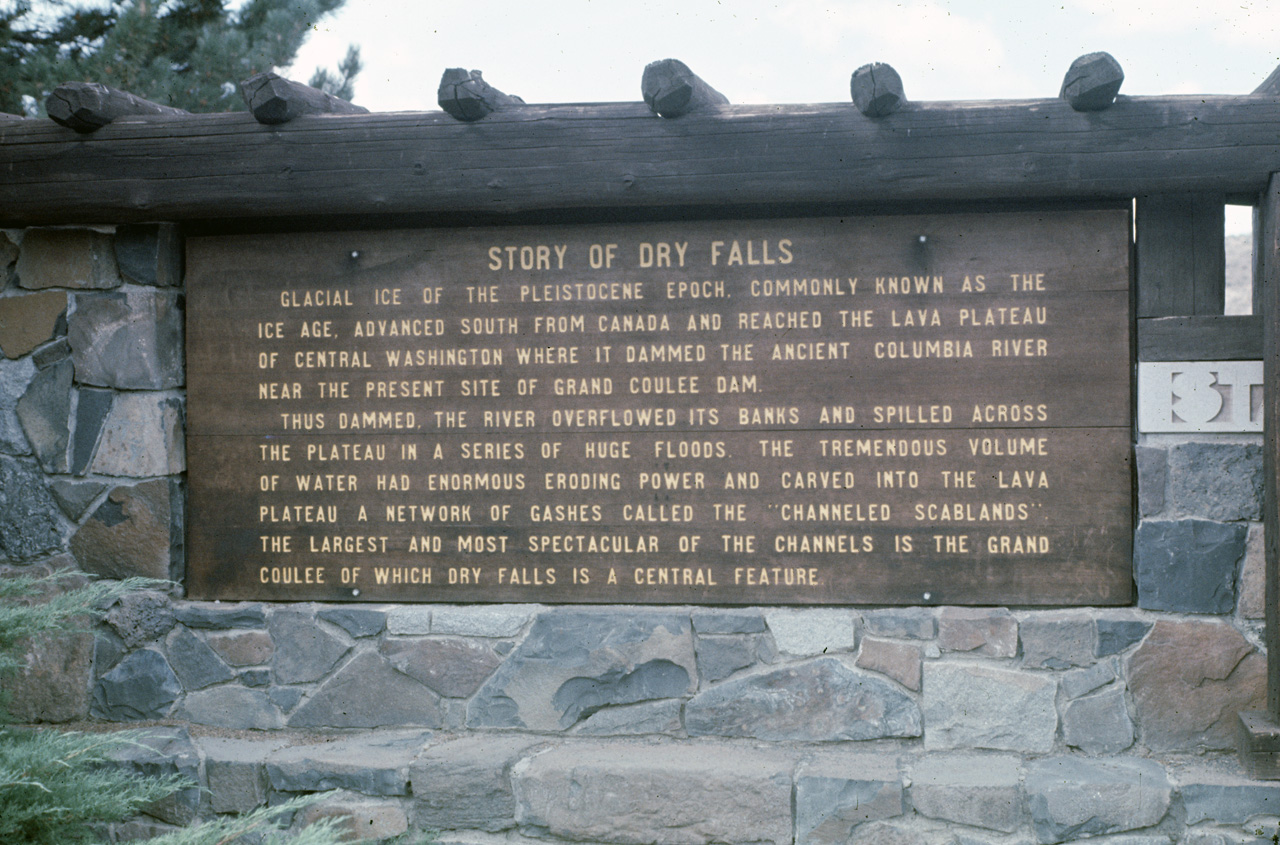 STORY OF DRY FALLS
GLACIAL ICE OF THE PLEISTOCENE EPOCH, COMMONLY KNOWN AS THE
ICE AGE, ADVANCED SOUTH FROM CANADA AND REACHED THE LAVA PLATEAU
OF CENTRAL WASHINGTON WHERE IT DAMMED THE ANCIENT COLUMBIA RIVER
NEAR THE PRESENT SITE OF GRAND COULEE DAM.
THUS DAMMED, THE RIVER OVERFLOWED ITS BANKS AND SPILLED ACROSS
THE PLATEAU IN A SERIES OF HUGE FLOODS. THE TREMENDOUS VOLUME
OF WATER HAD ENORMOUS ERODING POWER AND CARVED INTO THE LAVA
PLATEAU A NETWORK OF GASHES CALLED THE "CHANNELED SCABLANDS".
THE LARGEST AND MOST SPECTACULAR OF THE CHANNELS IS THE GRAND
COULEE OF WHICH DRY FALLS IS A CENTRAL FEATURE.